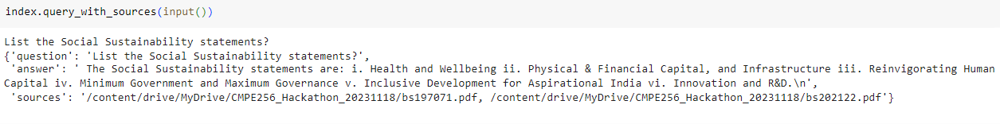 index.query_with_sources(input())
List the Social Sustainability statements?
{'question': 'List the Social Sustainability statements?',
 'answer': ' The Social Sustainability statements are: i. Health and Wellbeing ii. Physical & Financial Capital, and Infrastructure iii. Reinvigorating Human
Capital iv. Minimum Government and Maximum Governance v. Inclusive Development for Aspirational India vi. Innovation and R&D.\n',
 'sources': '/content/drive/MyDrive/CMPE256_Hackathon_20231118/bs197071.pdf, /content/drive/MyDrive/CMPE256_Hackathon_20231118/bs202122.pdf'}